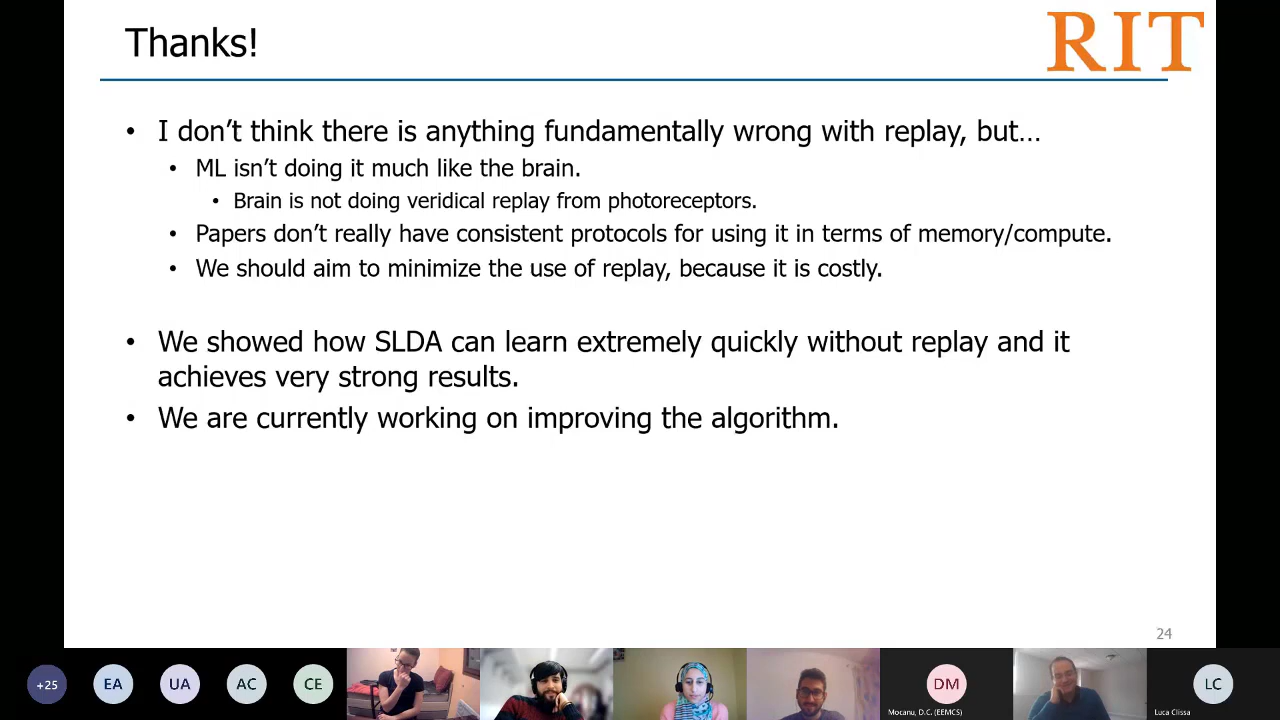 Thanks!
RIT
• I don't think there is anything fundamentally wrong with replay, but…
• ML isn't doing it much like the brain.
• Brain is not doing veridical replay from photoreceptors.
• Papers don't really have consistent protocols for using it in terms of memory/compute.
• We should aim to minimize the use of replay, because it is costly.
• We showed how SLDA can learn extremely quickly without replay and it
achieves very strong results.
• We are currently working on improving the algorithm.
24
+25
EA
UA
AC
CE
DM
Mocanu, D.C. (EEMCS)
LC
Luca Clissa